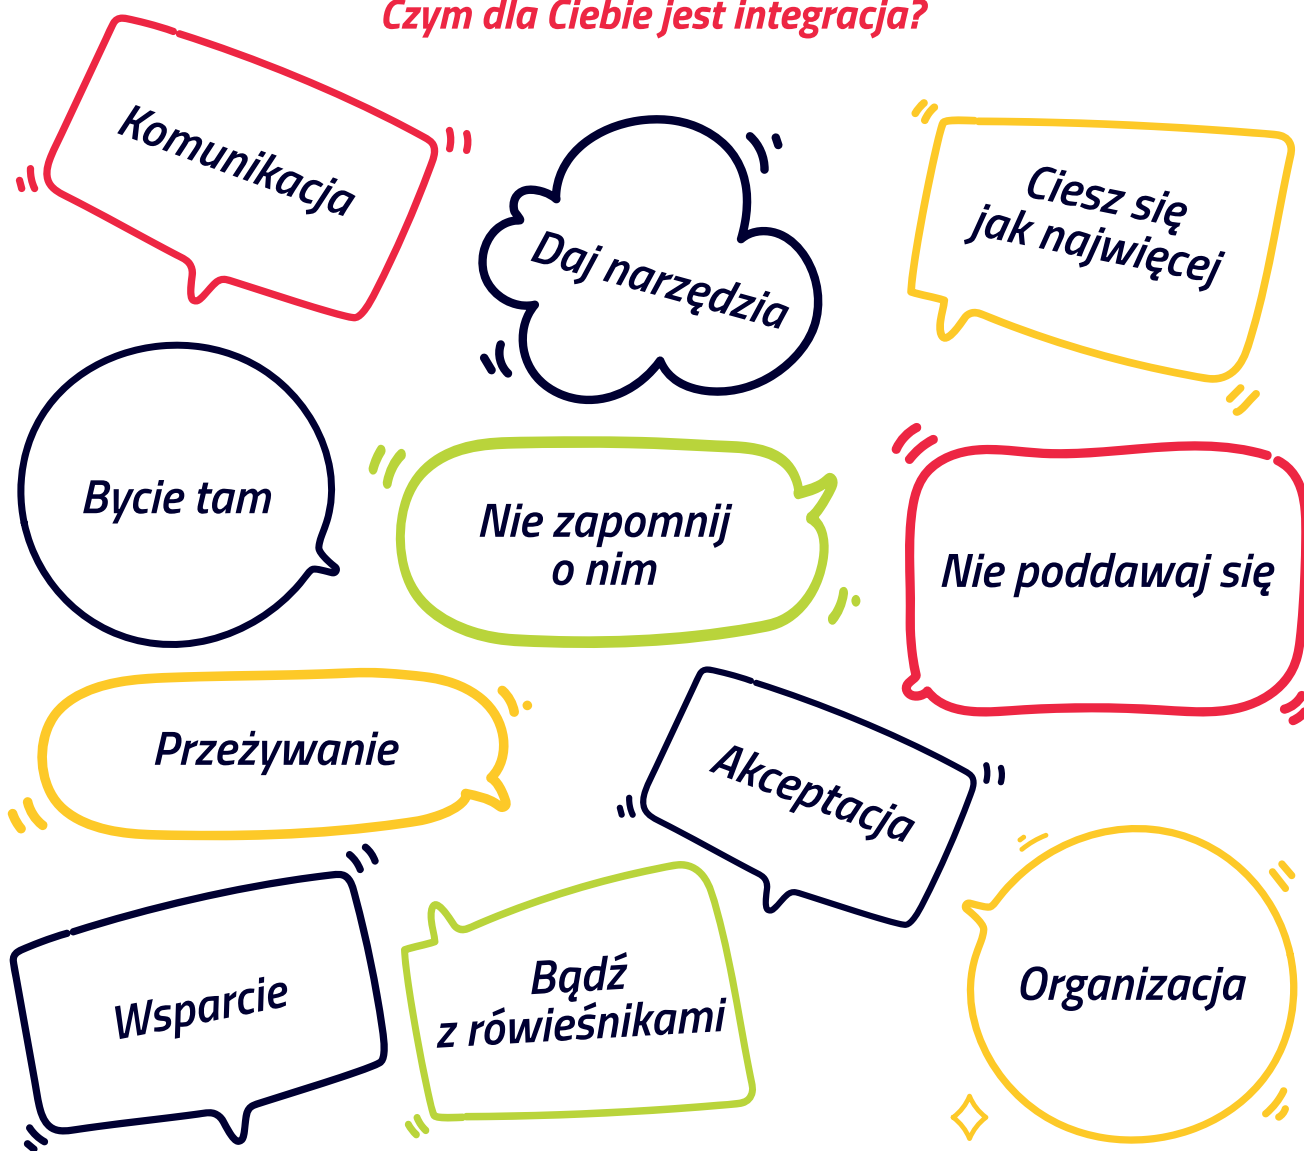 Czym dla Ciebie jest integracja?
Komunikacja
Daj narzędzia
Ciesz się
jak najwięcej
Bycie tam
Nie zapomnij
o nim
Nie poddawaj się
Przeżywanie
Akceptacja
Wsparcie
Bądź
z rówieśnikami
Organizacja